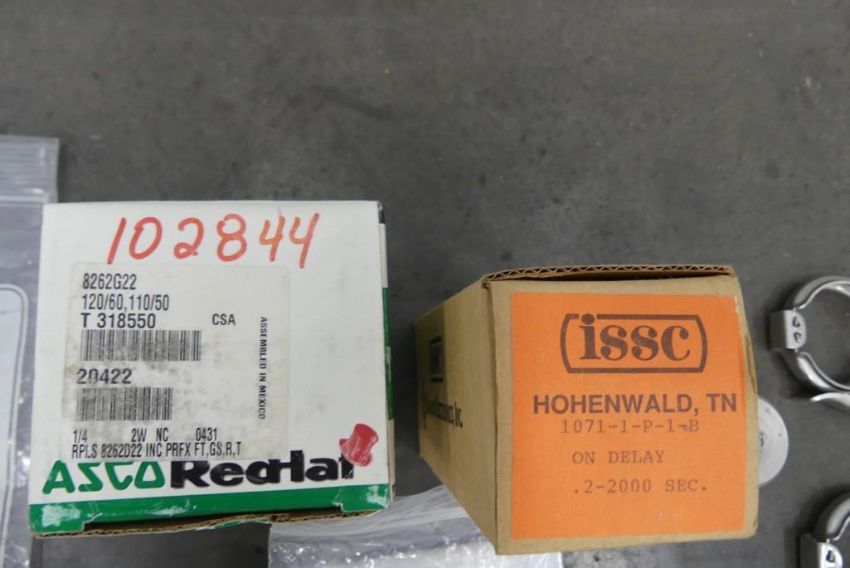 102844
8262G22
120/60,110/50
T 318550 CSA
ASSEMBLED IN MEXICO
20422
1/4 2W NC 0431
RPLS 8262D22 INC PRFX FT,GS,R,T
ASCO RedHat
issc
HOHENWALD, TN
1071-1-P-1-B
ON DELAY
.2-2000 SEC.
Inc.